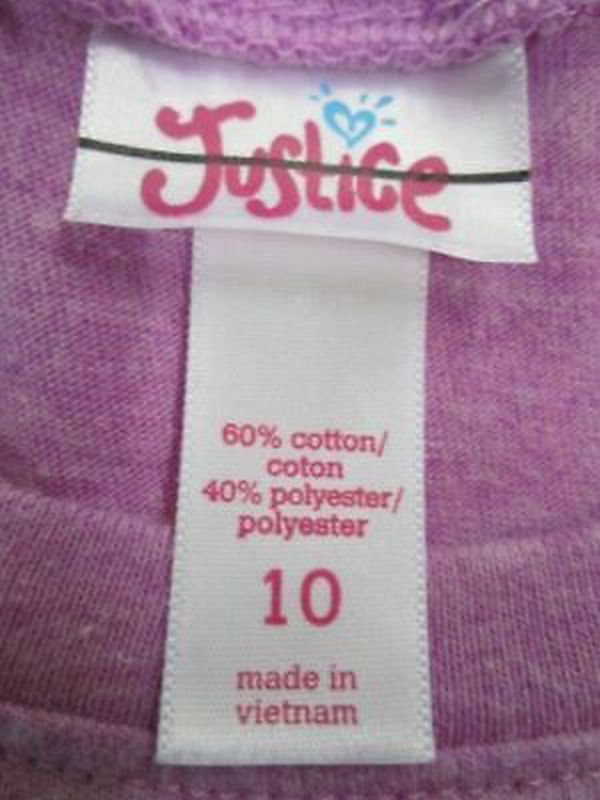 Justice
60% cotton/
coton
40% polyester/
polyester
10
made in
vietnam